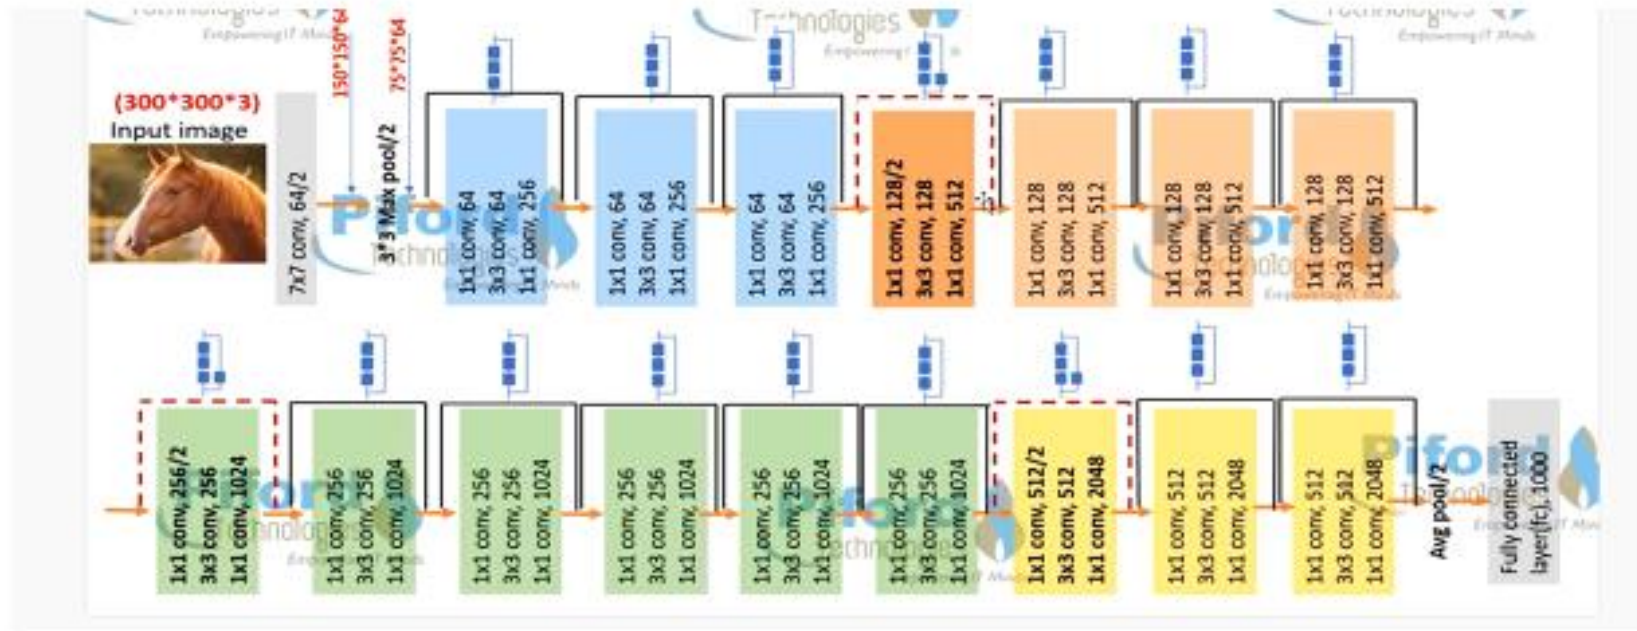 Technologies
EmpoweringIT Minds
Technologies
Technologies
EmpoweringIT Minds
(300*300*3)
Input image
7x7 conv, 64/2
150*150*64
3*3 Max pool/2
75*75*64
1x1 conv, 64
3x3 conv, 64
1x1 conv, 256
1x1 conv, 64
3x3 conv, 64
1x1 conv, 256
1x1 conv, 64
3x3 conv, 64
1x1 conv, 256
1x1 conv, 128/2
3x3 conv, 128
1x1 conv, 512
1x1 conv, 128
3x3 conv, 128
1x1 conv, 512
1x1 conv, 128
3x3 conv, 128
1x1 conv, 512
1x1 conv, 128
3x3 conv, 128
1x1 conv, 512
Piford
Technologies
1x1 conv, 256/2
3x3 conv, 256
1x1 conv, 1024
1x1 conv, 256
3x3 conv, 256
1x1 conv, 1024
1x1 conv, 256
3x3 conv, 256
1x1 conv, 1024
1x1 conv, 256
3x3 conv, 256
1x1 conv, 1024
1x1 conv, 256
3x3 conv, 256
1x1 conv, 1024
1x1 conv, 256
3x3 conv, 256
1x1 conv, 1024
1x1 conv, 512/2
3x3 conv, 512
1x1 conv, 2048
1x1 conv, 512
3x3 conv, 512
1x1 conv, 2048
1x1 conv, 512
3x3 conv, 512
1x1 conv, 2048
Avg pool/2
Fully connected
layer(fc), 1000
Piford
Technologies